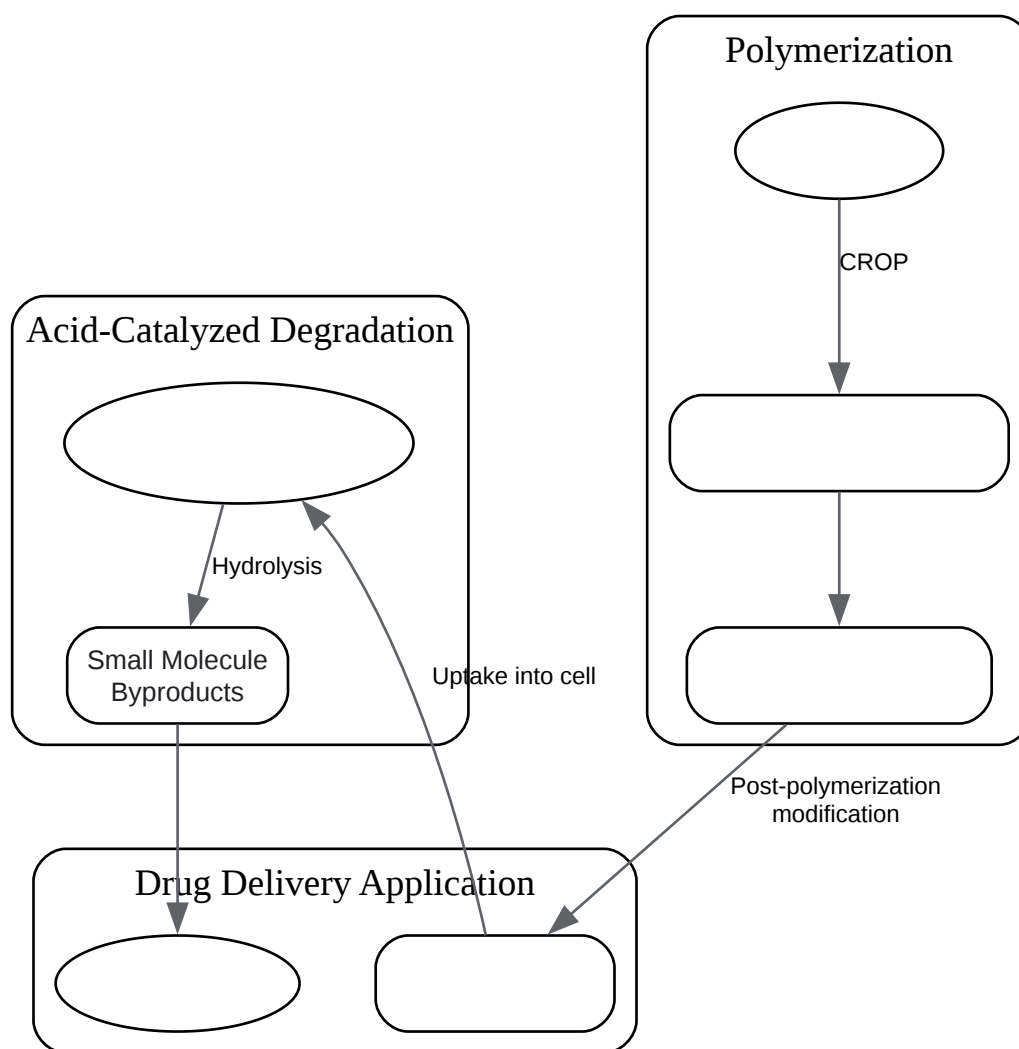 Polymerization
CROP
Acid-Catalyzed Degradation
Hydrolysis
Small Molecule
Byproducts
Uptake into cell
Post-polymerization
modification
Drug Delivery Application